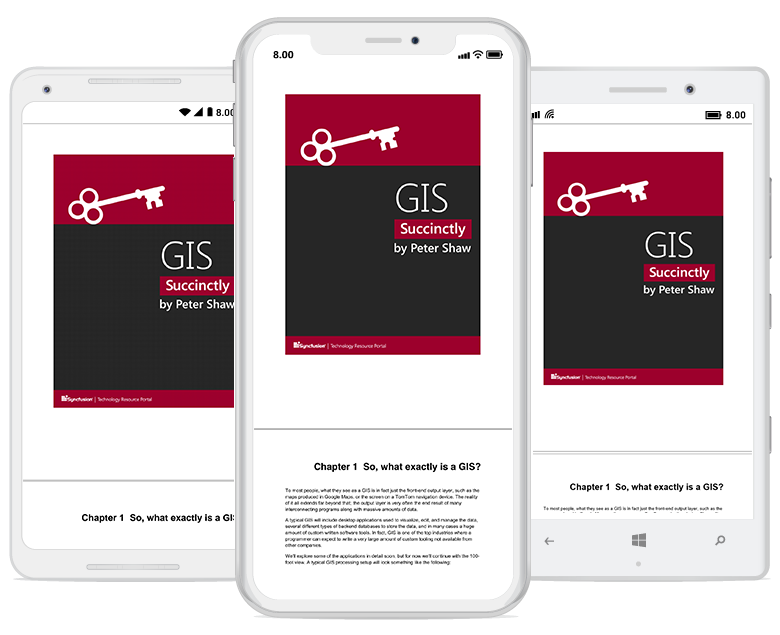 8.00
GIS
Succinctly
by Peter Shaw
Syncfusion | Technology Resource Portal
Chapter 1 So, what exactly is a GIS
8.00
GIS
Succinctly
by Peter Shaw
Syncfusion | Technology Resource Portal
Chapter 1 So, what exactly is a GIS?
To most people, what they see as a GIS is in fact just the front-end output layer, such as the
maps produced in Google Maps, or the screen on a TomTom navigation device. The reality
of it all extends far beyond that; the output layer is very often the end result of many
interconnecting programs along with massive amounts of data.
A typical GIS will include desktop applications used to visualize, edit, and manage the data,
several different types of backend databases to store the data, and in many cases a huge
amount of custom written software tools. In fact, GIS is one of the top industries where a
programmer can expect to write a very large amount of custom tooling not available from
other companies.
We'll explore some of the applications in detail soon, but for now we'll continue with the 100-
foot view. A typical GIS processing setup will look something like the following:
8.00
GIS
Succinctly
by Peter Shaw
Syncfusion | Technology Resource Portal
Chapter 1 So, what exactly is a GIS?
To most people, what they see as a GIS is in fact just the front-end output layer, such as the